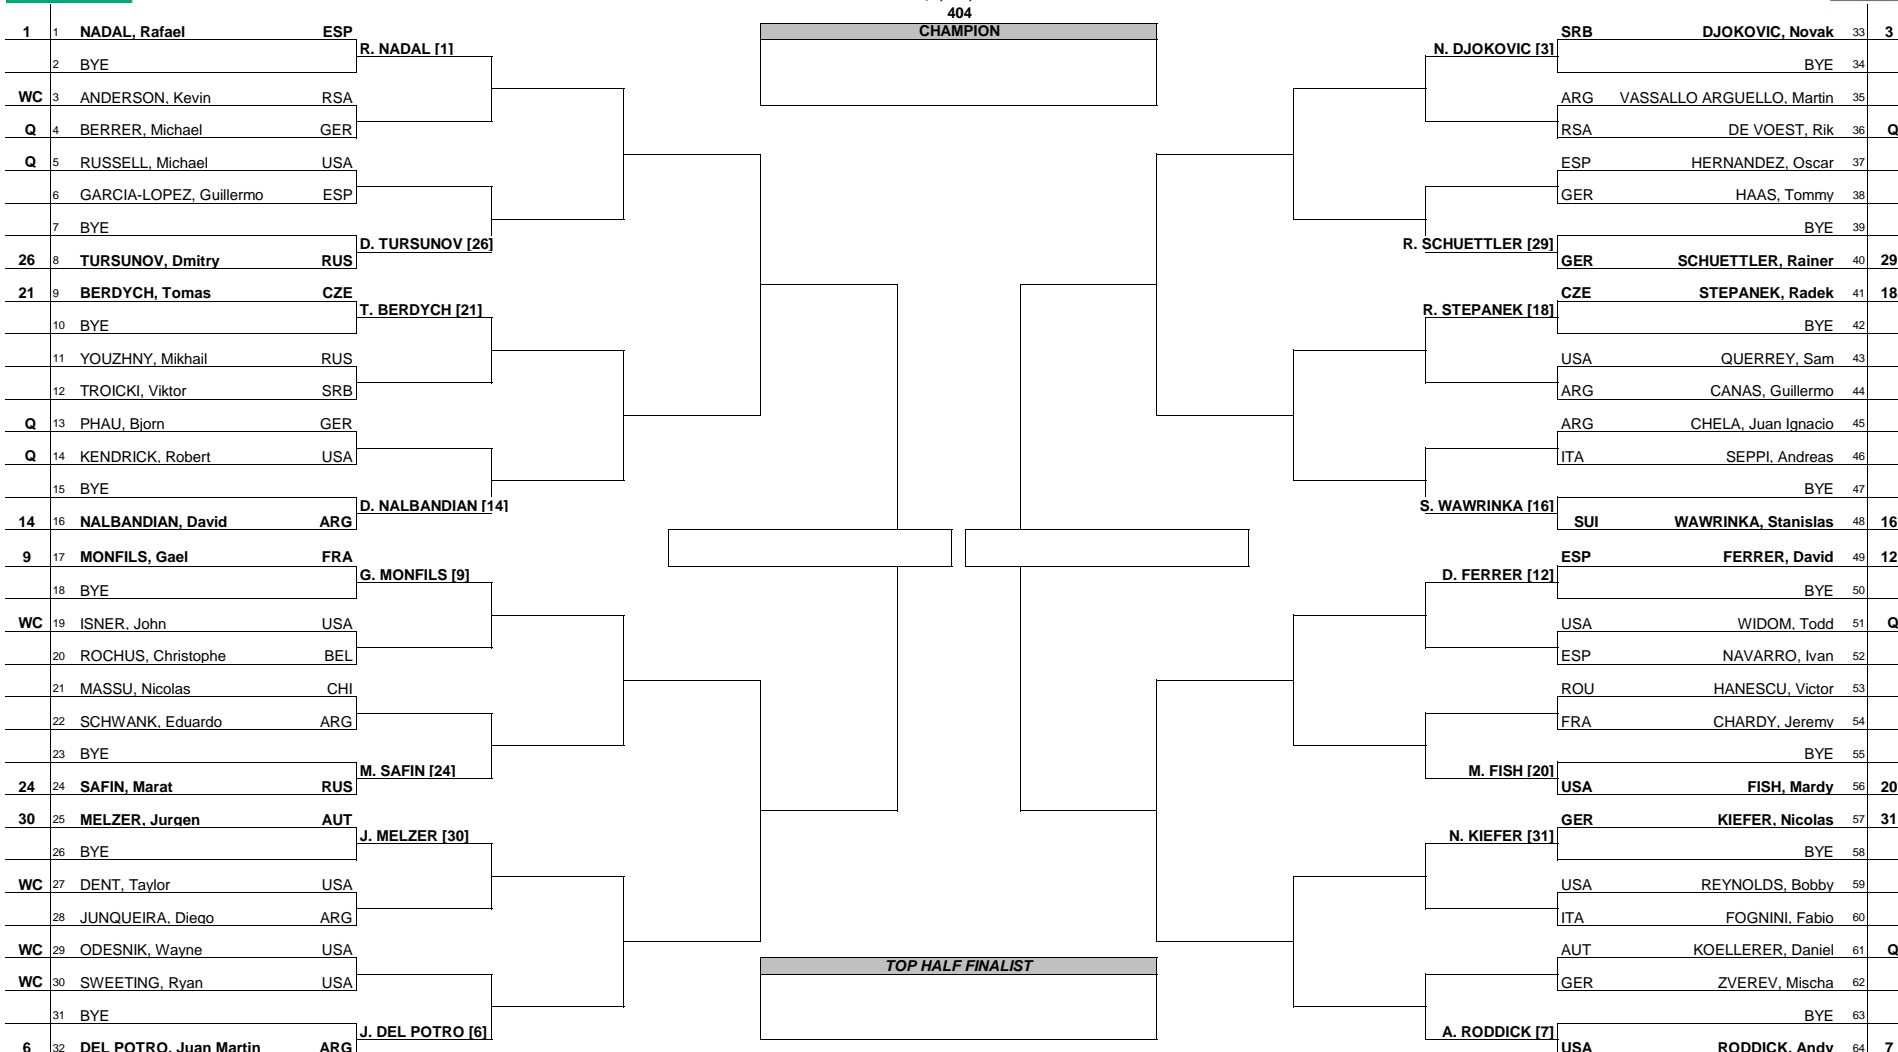 404
CHAMPION
1 1 NADAL, Rafael ESP
R. NADAL [1]
2 BYE
WC 3 ANDERSON, Kevin RSA
Q 4 BERRER, Michael GER
Q 5 RUSSELL, Michael USA
6 GARCIA-LOPEZ, Guillermo ESP
7 BYE
D. TURSUNOV [26]
26 8 TURSUNOV, Dmitry RUS
21 9 BERDYCH, Tomas CZE
T. BERDYCH [21]
10 BYE
11 YOUZHNY, Mikhail RUS
12 TROICKI, Viktor SRB
Q 13 PHAU, Bjorn GER
Q 14 KENDRICK, Robert USA
15 BYE
D. NALBANDIAN [14]
14 16 NALBANDIAN, David ARG
9 17 MONFILS, Gael FRA
G. MONFILS [9]
18 BYE
WC 19 ISNER, John USA
20 ROCHUS, Christophe BEL
21 MASSU, Nicolas CHI
22 SCHWANK, Eduardo ARG
23 BYE
M. SAFIN [24]
24 24 SAFIN, Marat RUS
30 25 MELZER, Jurgen AUT
J. MELZER [30]
26 BYE
WC 27 DENT, Taylor USA
28 JUNQUEIRA, Diego ARG
WC 29 ODESNIK, Wayne USA
WC 30 SWEETING, Ryan USA
31 BYE
J. DEL POTRO [6]
6 32 DEL POTRO, Juan Martin ARG
TOP HALF FINALIST
SRB DJOKOVIC, Novak 33 3
N. DJOKOVIC [3]
BYE 34
ARG VASSALLO ARGUELLO, Martin 35
RSA DE VOEST, Rik 36 Q
ESP HERNANDEZ, Oscar 37
GER HAAS, Tommy 38
BYE 39
R. SCHUETTLER [29]
GER SCHUETTLER, Rainer 40 29
CZE STEPANEK, Radek 41 18
R. STEPANEK [18]
BYE 42
USA QUERREY, Sam 43
ARG CANAS, Guillermo 44
ARG CHELA, Juan Ignacio 45
ITA SEPPI, Andreas 46
BYE 47
S. WAWRINKA [16]
SUI WAWRINKA, Stanislas 48 16
ESP FERRER, David 49 12
D. FERRER [12]
BYE 50
USA WIDOM, Todd 51 Q
ESP NAVARRO, Ivan 52
ROU HANESCU, Victor 53
FRA CHARDY, Jeremy 54
BYE 55
M. FISH [20]
USA FISH, Mardy 56 20
GER KIEFER, Nicolas 57 31
N. KIEFER [31]
BYE 58
USA REYNOLDS, Bobby 59
ITA FOGNINI, Fabio 60
AUT KOELLERER, Daniel 61 Q
GER ZVEREV, Mischa 62
BYE 63
A. RODDICK [7]
USA RODDICK, Andy 64 7